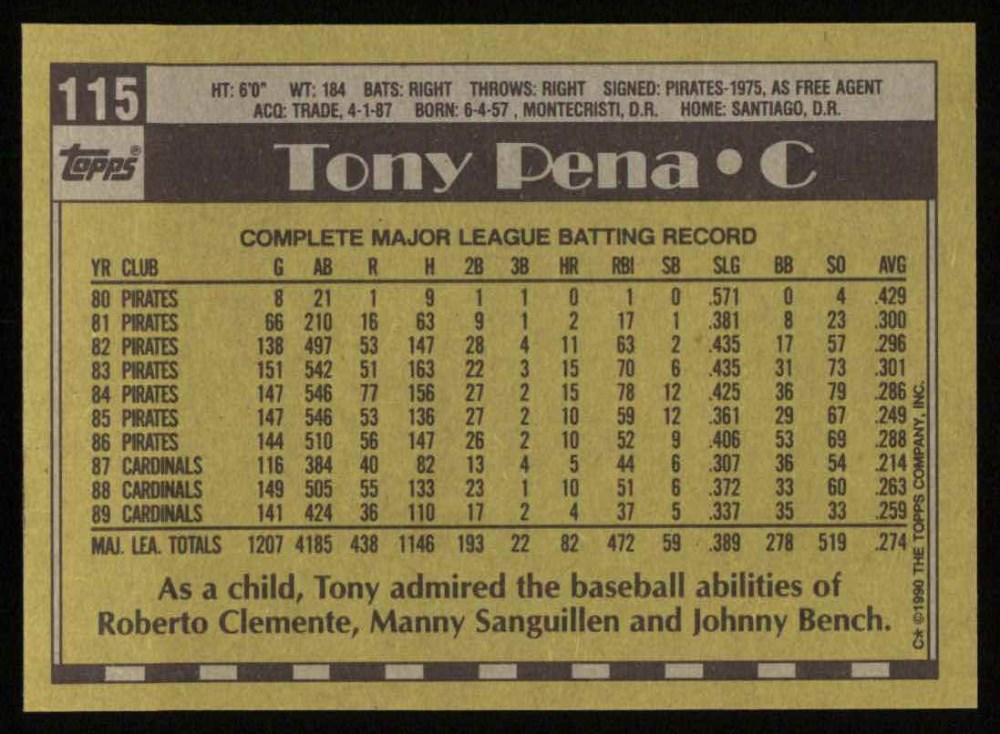 115
HT: 6'0" WT: 184 BATS: RIGHT THROWS: RIGHT SIGNED: PIRATES-1975, AS FREE AGENT
ACQ: TRADE, 4-1-87 BORN: 6-4-57 , MONTECRISTI, D.R. HOME: SANTIAGO, D.R.
Topps®
Tony Pena • C
COMPLETE MAJOR LEAGUE BATTING RECORD
YR CLUB G AB R H 2B 3B HR RBI SB SLG BB SO AVG
80 PIRATES 8 21 1 9 1 1 0 1 0 .571 0 4 .429
81 PIRATES 66 210 16 63 9 1 2 17 1 .381 8 23 .300
82 PIRATES 138 497 53 147 28 4 11 63 2 .435 17 57 .296
83 PIRATES 151 542 51 163 22 3 15 70 6 .435 31 73 .301
84 PIRATES 147 546 77 156 27 2 15 78 12 .425 36 79 .286
85 PIRATES 147 546 53 136 27 2 10 59 12 .361 29 67 .249
86 PIRATES 144 510 56 147 26 2 10 52 9 .406 53 69 .288
87 CARDINALS 116 384 40 82 13 4 5 44 6 .307 36 54 .214
88 CARDINALS 149 505 55 133 23 1 10 51 6 .372 33 60 .263
89 CARDINALS 141 424 36 110 17 2 4 37 5 .337 35 33 .259
MAJ. LEA. TOTALS 1207 4185 438 1146 193 22 82 472 59 .389 278 519 .274
As a child, Tony admired the baseball abilities of
Roberto Clemente, Manny Sanguillen and Johnny Bench.
C* ©1990 THE TOPPS COMPANY, INC.